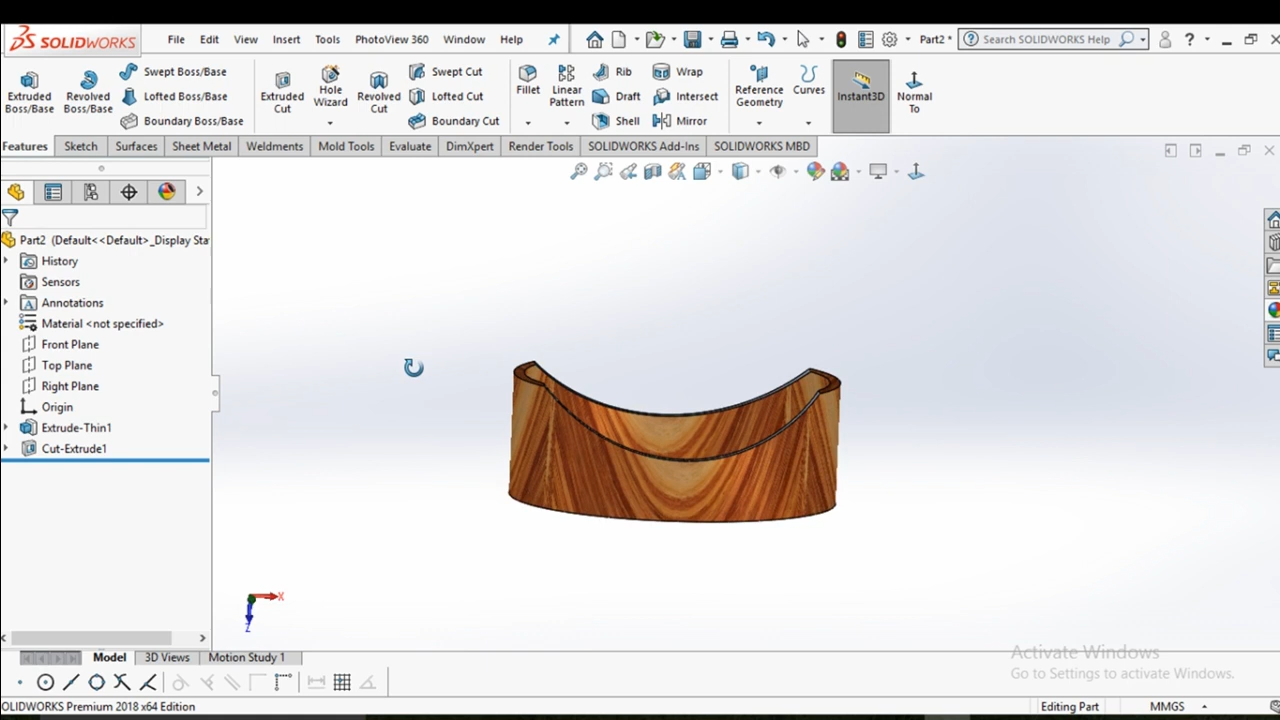 SOLIDWORKS File Edit View Insert Tools PhotoView 360 Window Help Part2 * Search SOLIDWORKS Help ?
Extruded Boss/Base
Revolved Boss/Base
Swept Boss/Base
Lofted Boss/Base
Boundary Boss/Base
Extruded Cut
Hole Wizard
Revolved Cut
Swept Cut
Lofted Cut
Boundary Cut
Fillet
Linear Pattern
Rib
Draft
Shell
Wrap
Intersect
Mirror
Reference Geometry
Curves
Instant3D
Normal To
Features Sketch Surfaces Sheet Metal Weldments Mold Tools Evaluate DimXpert Render Tools SOLIDWORKS Add-Ins SOLIDWORKS MBD
Part2 (Default<<Default>_Display Sta
History
Sensors
Annotations
Material <not specified>
Front Plane
Top Plane
Right Plane
Origin
Extrude-Thin1
Cut-Extrude1
X
Z
Activate Windows
Go to Settings to activate Windows.
Model 3D Views Motion Study 1
OLIDWORKS Premium 2018 x64 Edition Editing Part MMGS